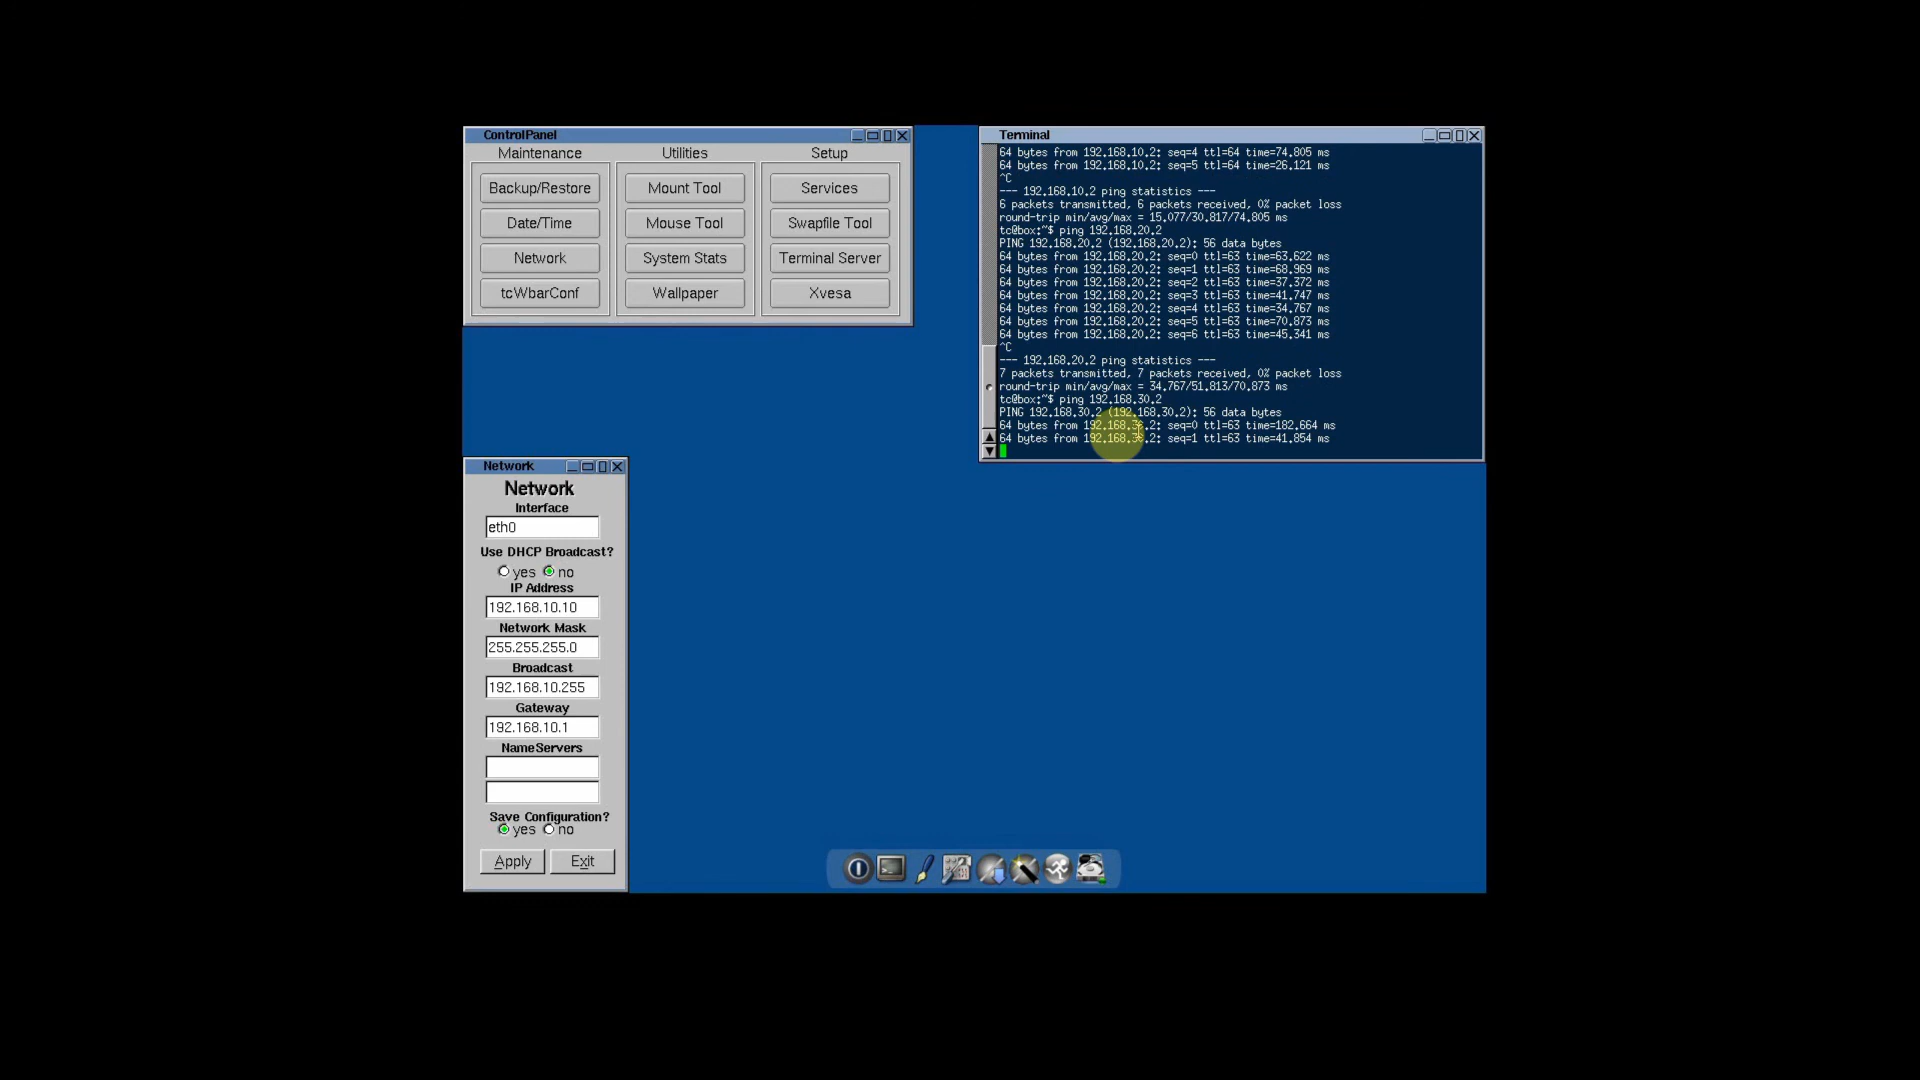 ControlPanel
Maintenance
Utilities
Setup
Backup/Restore
Mount Tool
Services
Date/Time
Mouse Tool
Swapfile Tool
Network
System Stats
Terminal Server
tcWbarConf
Wallpaper
Xvesa
Terminal
64 bytes from 192.168.10.2: seq=4 ttl=64 time=74.805 ms
64 bytes from 192.168.10.2: seq=5 ttl=64 time=26.121 ms
^C
--- 192.168.10.2 ping statistics ---
6 packets transmitted, 6 packets received, 0% packet loss
round-trip min/avg/max = 15.077/30.817/74.805 ms
tc@box:~$ ping 192.168.20.2
PING 192.168.20.2 (192.168.20.2): 56 data bytes
64 bytes from 192.168.20.2: seq=0 ttl=63 time=63.622 ms
64 bytes from 192.168.20.2: seq=1 ttl=63 time=68.969 ms
64 bytes from 192.168.20.2: seq=2 ttl=63 time=37.372 ms
64 bytes from 192.168.20.2: seq=3 ttl=63 time=41.747 ms
64 bytes from 192.168.20.2: seq=4 ttl=63 time=34.767 ms
64 bytes from 192.168.20.2: seq=5 ttl=63 time=70.873 ms
64 bytes from 192.168.20.2: seq=6 ttl=63 time=45.341 ms
^C
--- 192.168.20.2 ping statistics ---
7 packets transmitted, 7 packets received, 0% packet loss
round-trip min/avg/max = 34.767/51.813/70.873 ms
tc@box:~$ ping 192.168.30.2
PING 192.168.30.2 (192.168.30.2): 56 data bytes
64 bytes from 192.168.30.2: seq=0 ttl=63 time=182.664 ms
64 bytes from 192.168.30.2: seq=1 ttl=63 time=41.854 ms
Network
Network
Interface
eth0
Use DHCP Broadcast?
yes no
IP Address
192.168.10.10
Network Mask
255.255.255.0
Broadcast
192.168.10.255
Gateway
192.168.10.1
NameServers
Save Configuration?
yes no
Apply Exit